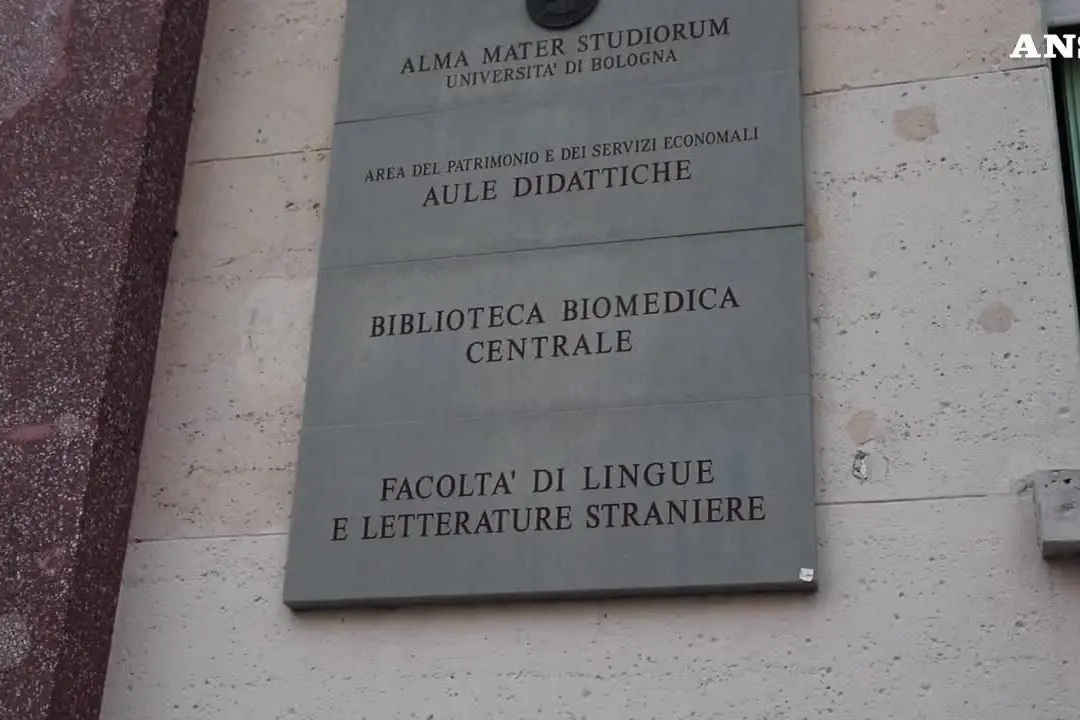 ALMA MATER STUDIORUM
UNIVERSITA' DI BOLOGNA
AREA DEL PATRIMONIO E DEI SERVIZI ECONOMALI
AULE DIDATTICHE
BIBLIOTECA BIOMEDICA
CENTRALE
FACOLTA' DI LINGUE
E LETTERATURE STRANIERE